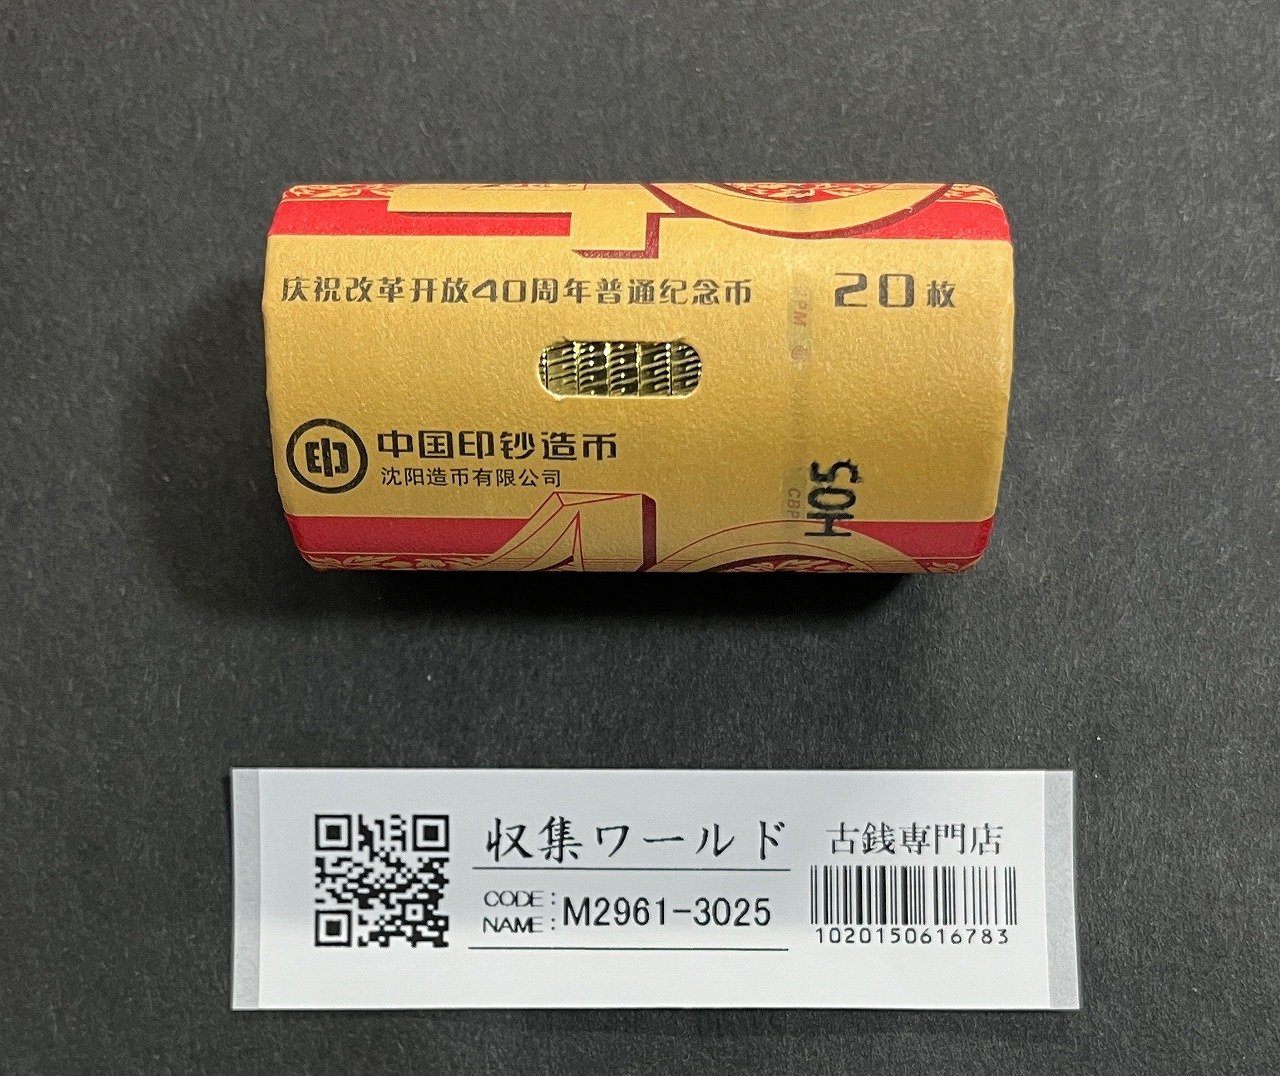 庆祝改革开放40周年普通纪念币
20枚
中国印钞造币
沈阳造币有限公司
H05
CBP
收集ワールド
古銭専門店
CODE:
NAME:
M2961-3025
1020150616783